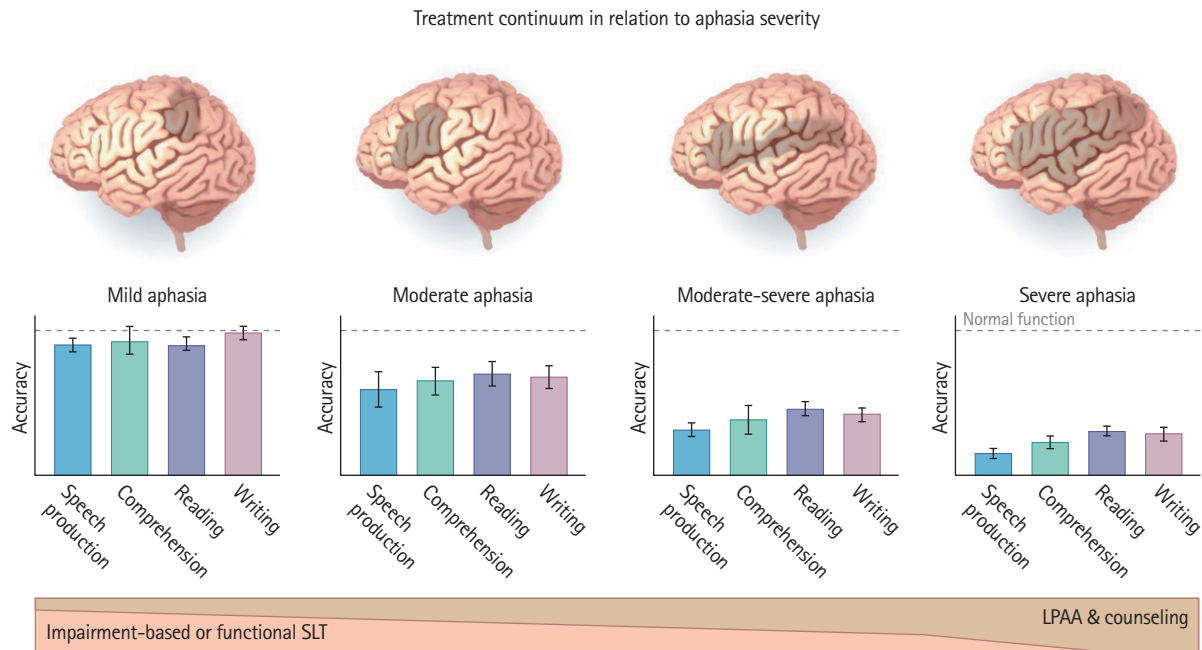 Treatment continuum in relation to aphasia severity
Mild aphasia
Moderate aphasia
Moderate-severe aphasia
Severe aphasia
Normal function
Accuracy
Accuracy
Accuracy
Accuracy
Speech
production
Comprehension
Reading
Writing
Speech
production
Comprehension
Reading
Writing
Speech
production
Comprehension
Reading
Writing
Speech
production
Comprehension
Reading
Writing
LPAA & counseling
Impairment-based or functional SLT